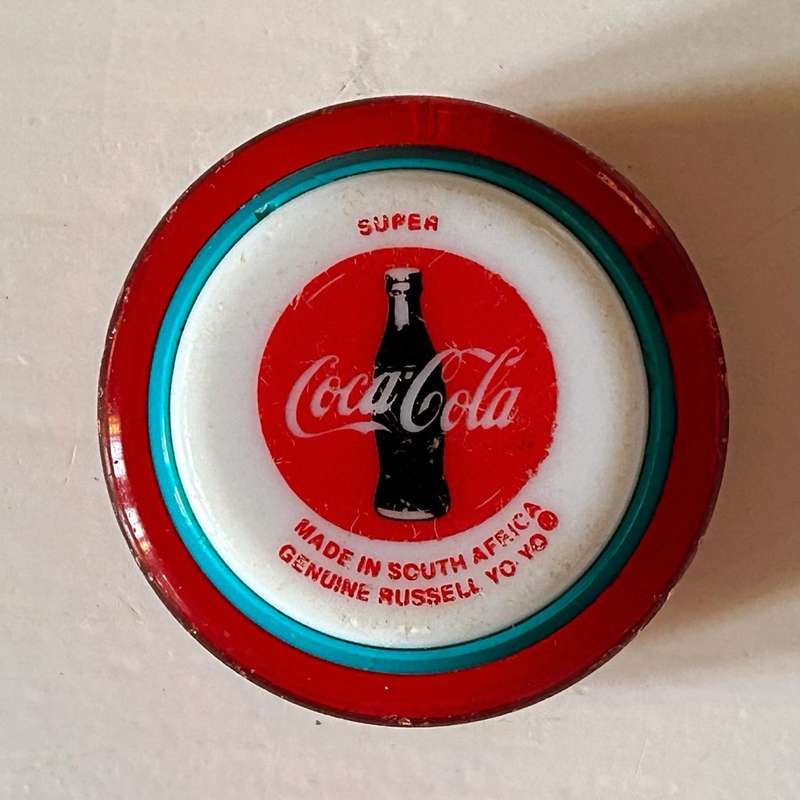 SUPER
Coca-Cola
MADE IN SOUTH AFRICA
GENUINE RUSSELL YO YO®